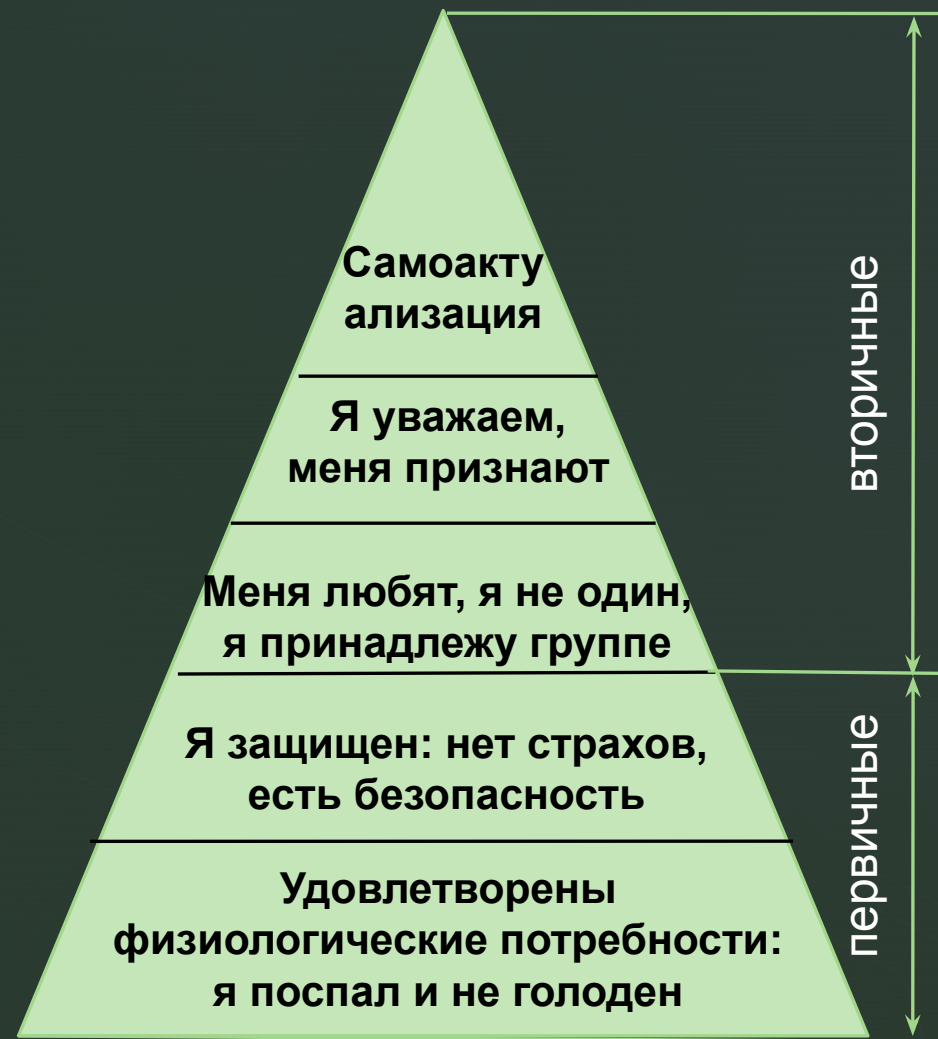 Самоакту
ализация
Я уважаем,
меня признают
Меня любят, я не один,
я принадлежу группе
Я защищен: нет страхов,
есть безопасность
Удовлетворены
физиологические потребности:
я поспал и не голоден
вторичные
первичные